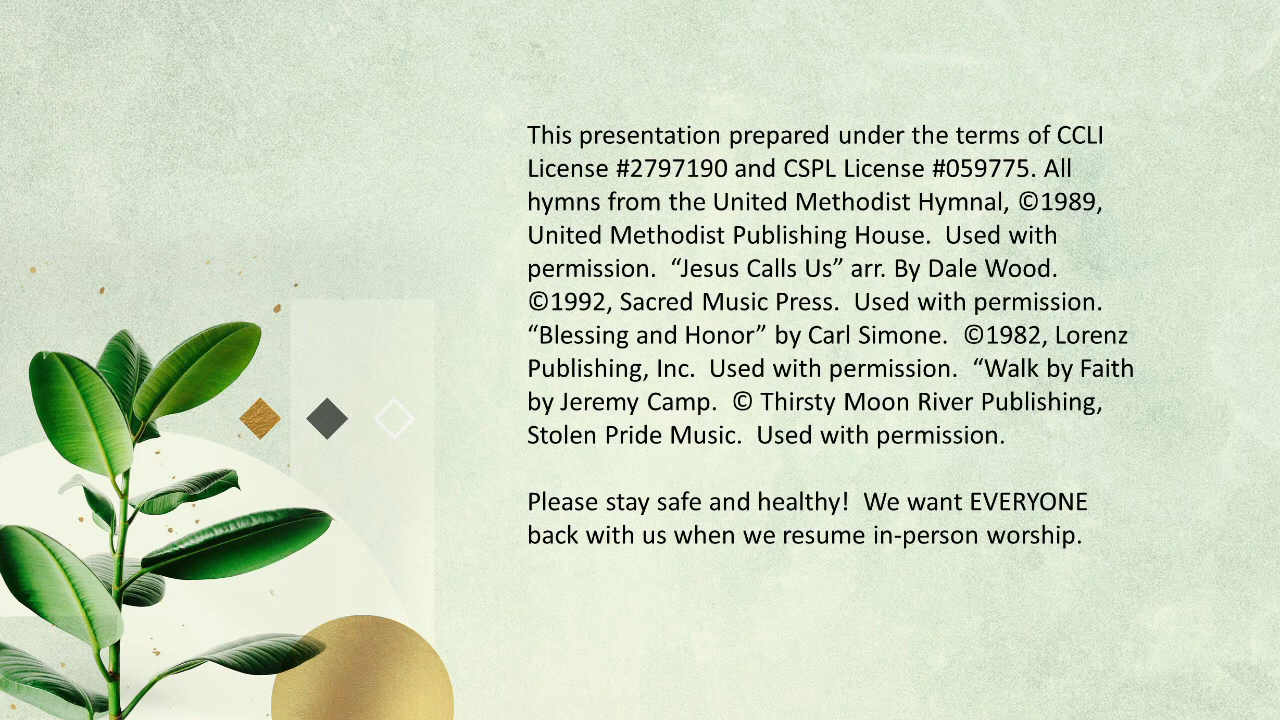 This presentation prepared under the terms of CCLI
License #2797190 and CSPL License #059775. All
hymns from the United Methodist Hymnal, ©1989,
United Methodist Publishing House.  Used with
permission.  “Jesus Calls Us” arr. By Dale Wood.
©1992, Sacred Music Press.  Used with permission.
“Blessing and Honor” by Carl Simone.  ©1982, Lorenz
Publishing, Inc.  Used with permission.  “Walk by Faith
by Jeremy Camp.  © Thirsty Moon River Publishing,
Stolen Pride Music.  Used with permission.

Please stay safe and healthy!  We want EVERYONE
back with us when we resume in-person worship.